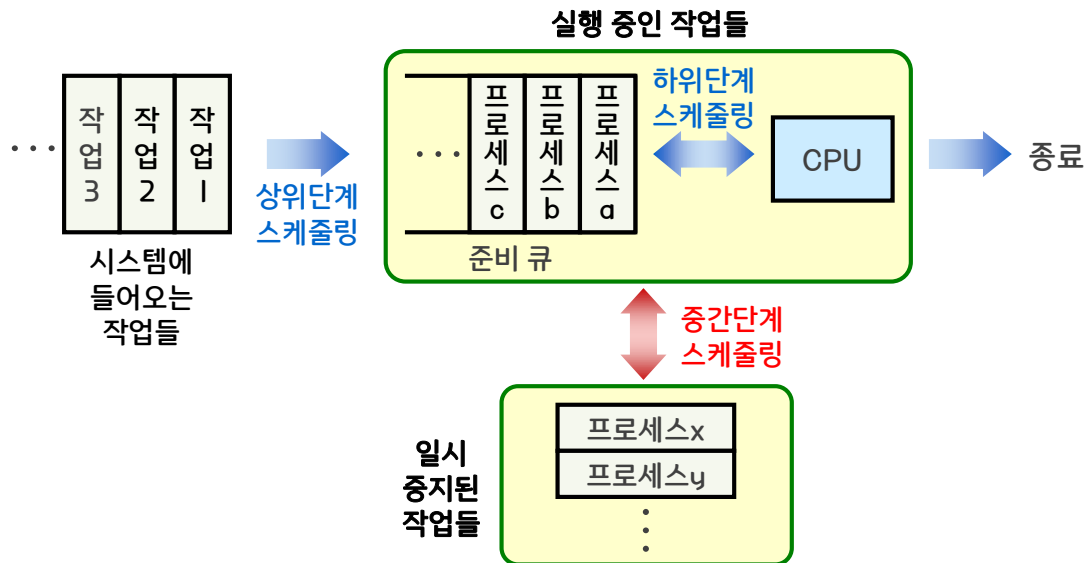 실행 중인 작업들
작업3
작업2
작업1
...
시스템에
들어오는
작업들
상위단계
스케줄링
...
프로세스c
프로세스b
프로세스a
준비 큐
하위단계
스케줄링
CPU
종료
중간단계
스케줄링
일시
중지된
작업들
프로세스x
프로세스y